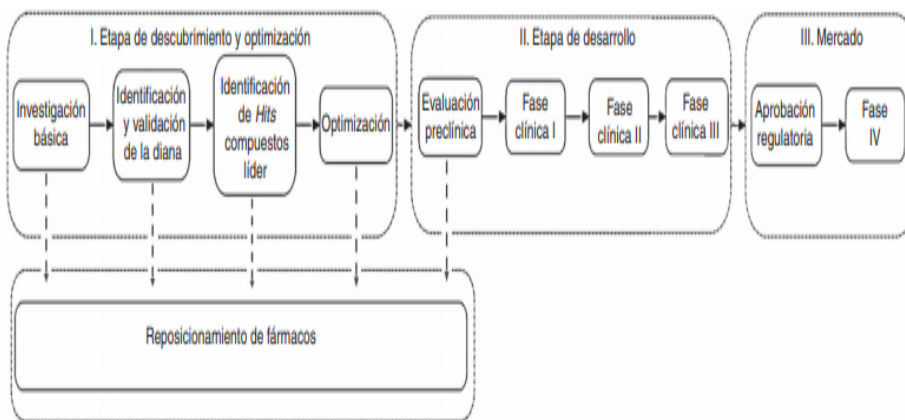 I. Etapa de descubrimiento y optimización
Investigación
básica
Identificación
y validación
de la diana
Identificación
de Hits
compuestos
líder
Optimización
II. Etapa de desarrollo
Evaluación
preclínica
Fase
clínica I
Fase
clínica II
Fase
clínica III
III. Mercado
Aprobación
regulatoria
Fase
IV
Reposicionamiento de fármacos